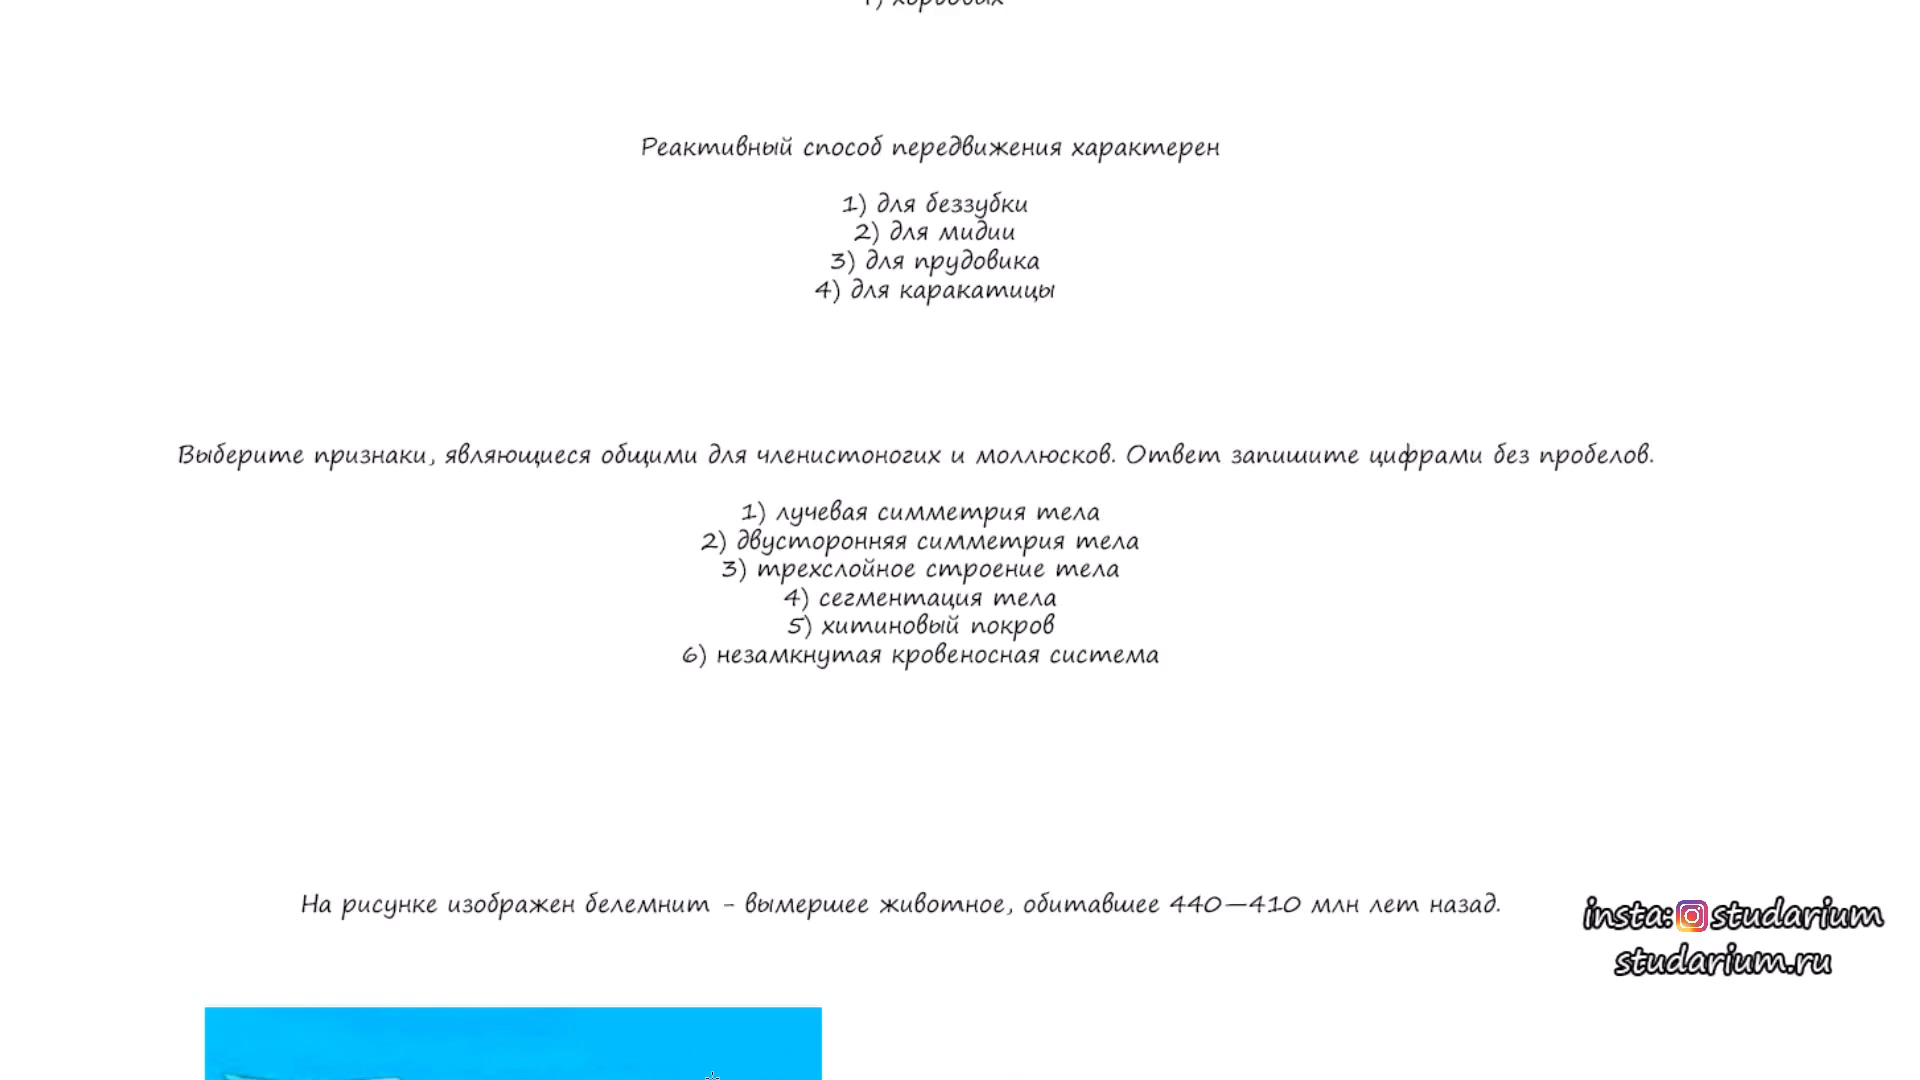 Реактивный способ передвижения характерен
1) для беззубки
2) для мидии
3) для прудовика
4) для каракатицы
Выберите признаки, являющиеся общими для членистоногих и моллюсков. Ответ запишите цифрами без пробелов.
1) лучевая симметрия тела
2) двусторонняя симметрия тела
3) трехслойное строение тела
4) сегментация тела
5) хитиновый покров
6) незамкнутая кровеносная система
На рисунке изображен белемнит - вымершее животное, обитавшее 440—410 млн лет назад.
insta: studarium
studarium.ru